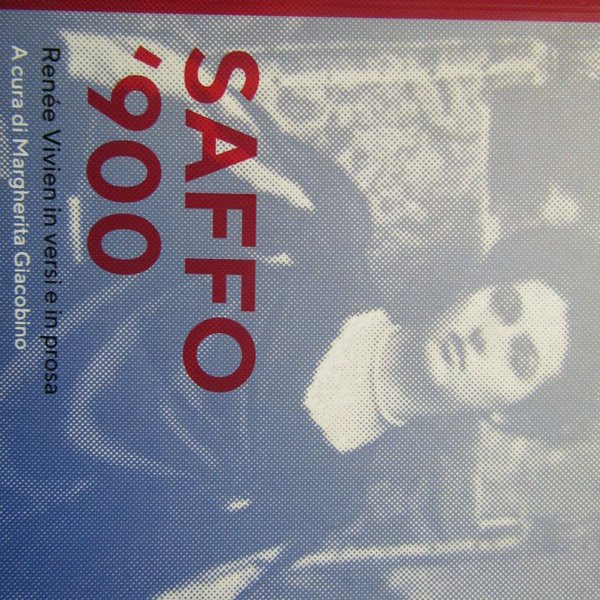 SAFFO
'900
Renée Vivien in versi e in prosa
A cura di Margherita Giacobino